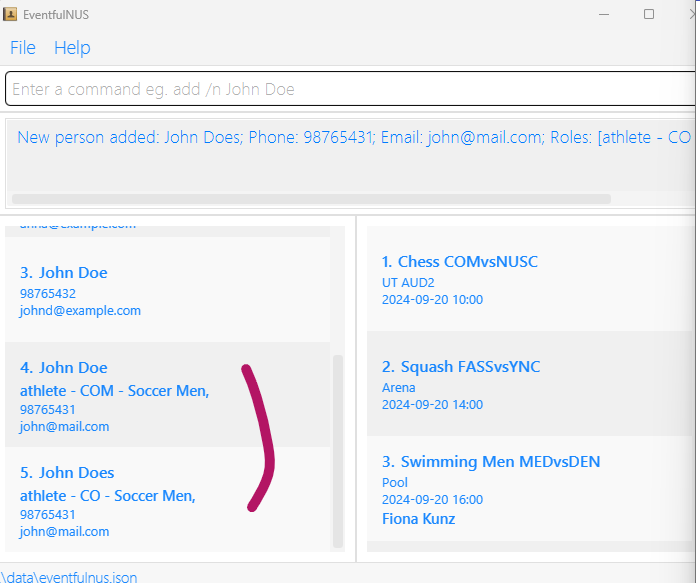 EventfulNUS
File Help
Enter a command eg. add /n John Doe
New person added: John Does; Phone: 98765431; Email: john@mail.com; Roles: [athlete - CO
3. John Doe
98765432
johnd@example.com
4. John Doe
athlete - COM - Soccer Men,
98765431
john@mail.com
5. John Does
athlete - CO - Soccer Men,
98765431
john@mail.com
1. Chess COMvsNUSC
UT AUD2
2024-09-20 10:00
2. Squash FASSvsYNC
Arena
2024-09-20 14:00
3. Swimming Men MEDvsDEN
Pool
2024-09-20 16:00
Fiona Kunz
.\data\eventfulnus.json